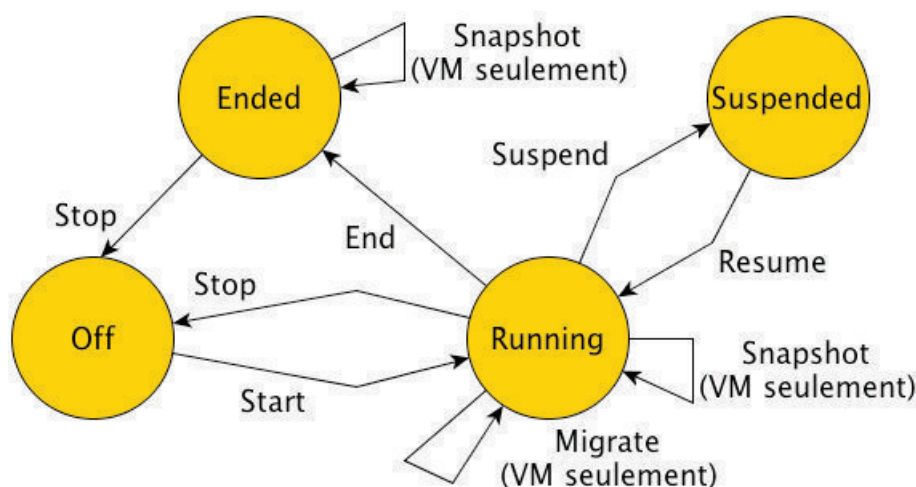 Snapshot
(VM seulement)
Ended
Suspended
Suspend
Stop
End
Resume
Stop
Off
Running
Snapshot
(VM seulement)
Start
Migrate
(VM seulement)